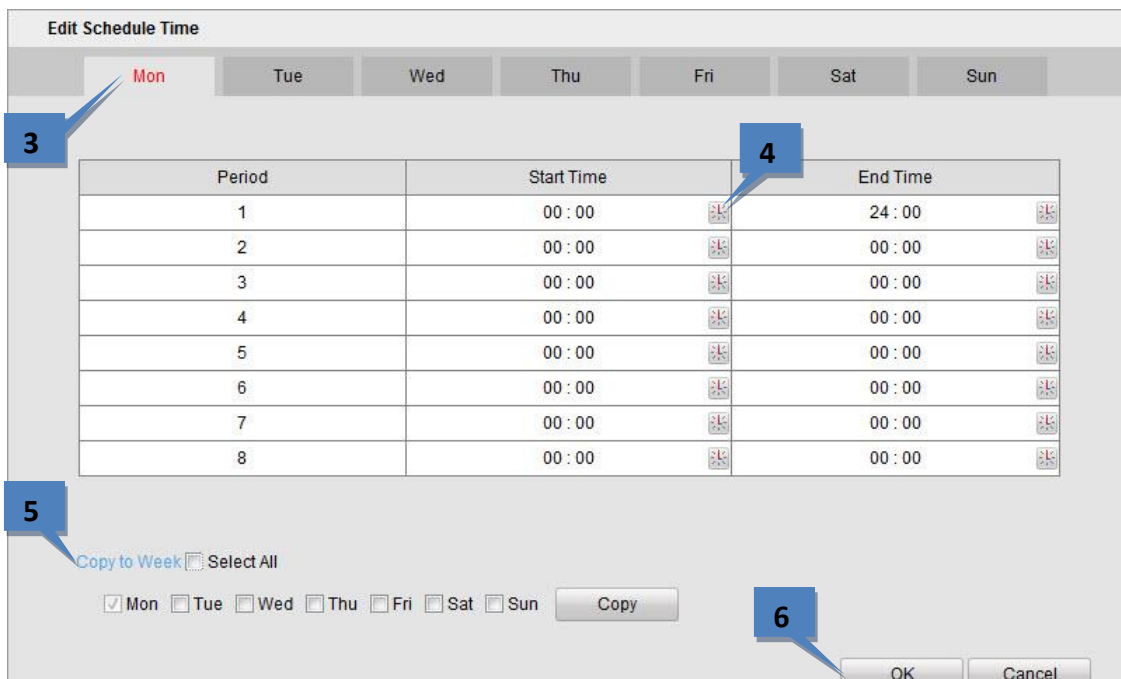 Edit Schedule Time
Mon Tue Wed Thu Fri Sat Sun
3
4
Period Start Time End Time
1 00 : 00 24 : 00
2 00 : 00 00 : 00
3 00 : 00 00 : 00
4 00 : 00 00 : 00
5 00 : 00 00 : 00
6 00 : 00 00 : 00
7 00 : 00 00 : 00
8 00 : 00 00 : 00
5
Copy to Week Select All
Mon Tue Wed Thu Fri Sat Sun Copy
6
OK Cancel